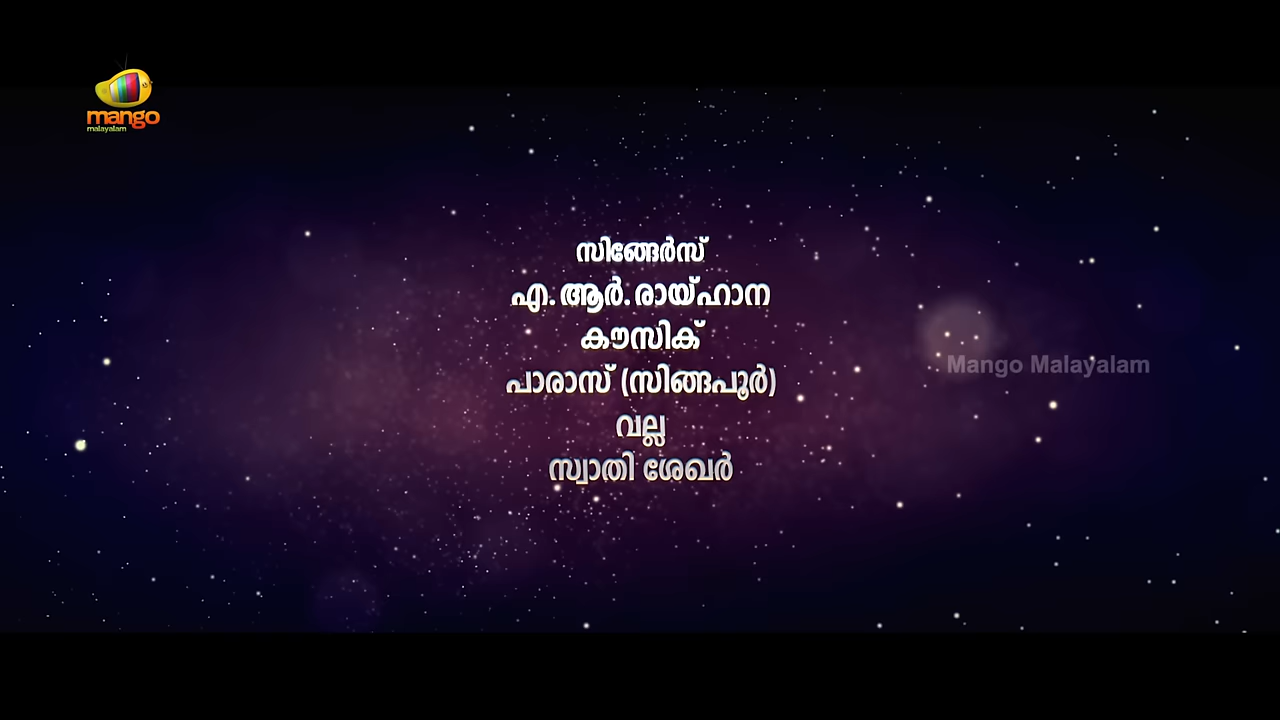 mango
malayalam
സിങ്ങേർസ്
എ. ആർ. രായ്ഹാന
കൗസിക്
പാരാസ് (സിങ്ങപൂർ)
വല്ല
സ്വാതി ശേഖർ
Mango Malayalam